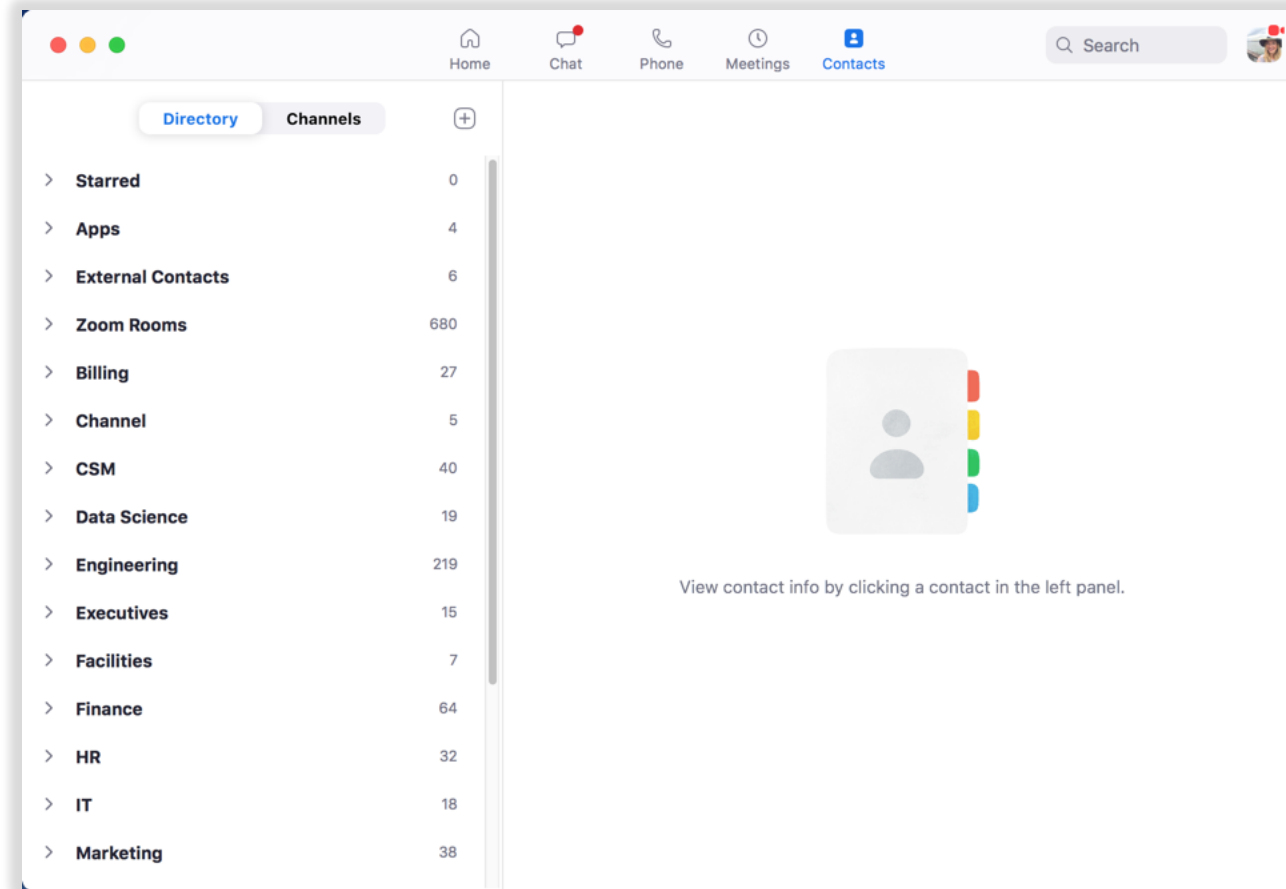 Home Chat Phone Meetings Contacts Search
Directory Channels
Starred 0
Apps 4
External Contacts 6
Zoom Rooms 680
Billing 27
Channel 5
CSM 40
Data Science 19
Engineering 219
Executives 15
Facilities 7
Finance 64
HR 32
IT 18
Marketing 38
View contact info by clicking a contact in the left panel.